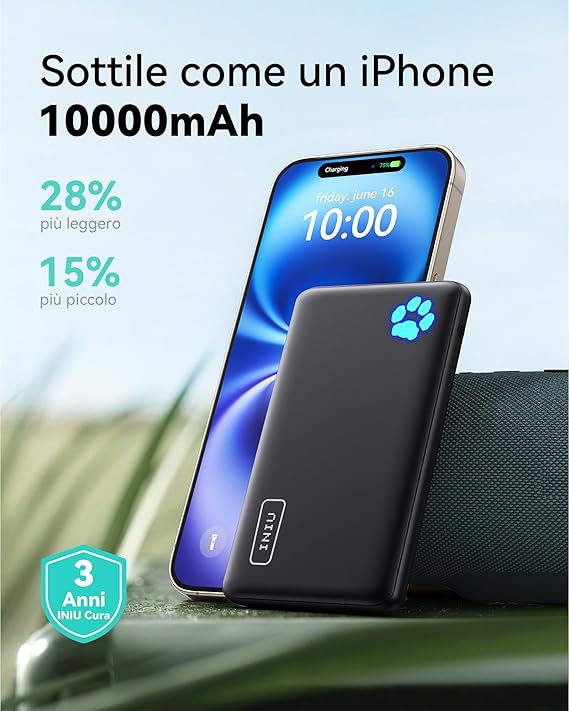 Sottile come un iPhone
10000mAh
28%
più leggero
15%
più piccolo
Charging
75%
friday. june 16
10:00
INIU
3
Anni
INIU Cura